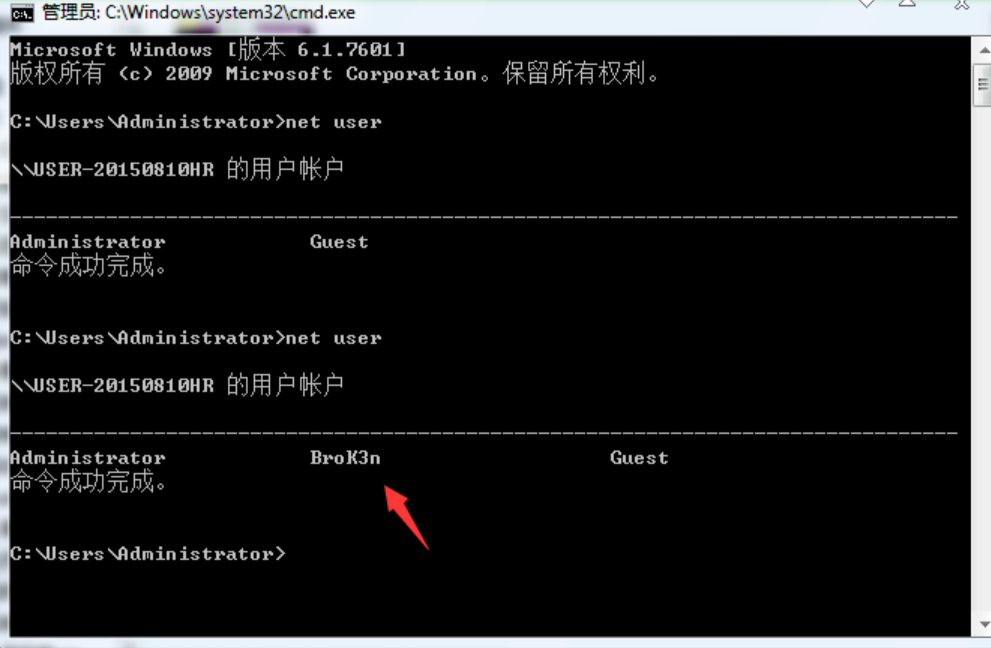 管理员: C:\Windows\system32\cmd.exe
Microsoft Windows [版本 6.1.7601]
版权所有 (c) 2009 Microsoft Corporation。保留所有权利。
C:\Users\Administrator>net user
\\USER-20150810HR 的用户帐户
-------------------------------------------------------------------------------
Administrator Guest
命令成功完成。
C:\Users\Administrator>net user
\\USER-20150810HR 的用户帐户
-------------------------------------------------------------------------------
Administrator BroK3n Guest
命令成功完成。
C:\Users\Administrator>